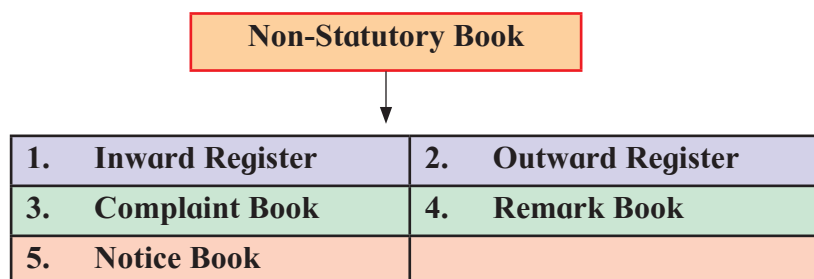 Non-Statutory Book
1. Inward Register 2. Outward Register
3. Complaint Book 4. Remark Book
5. Notice Book